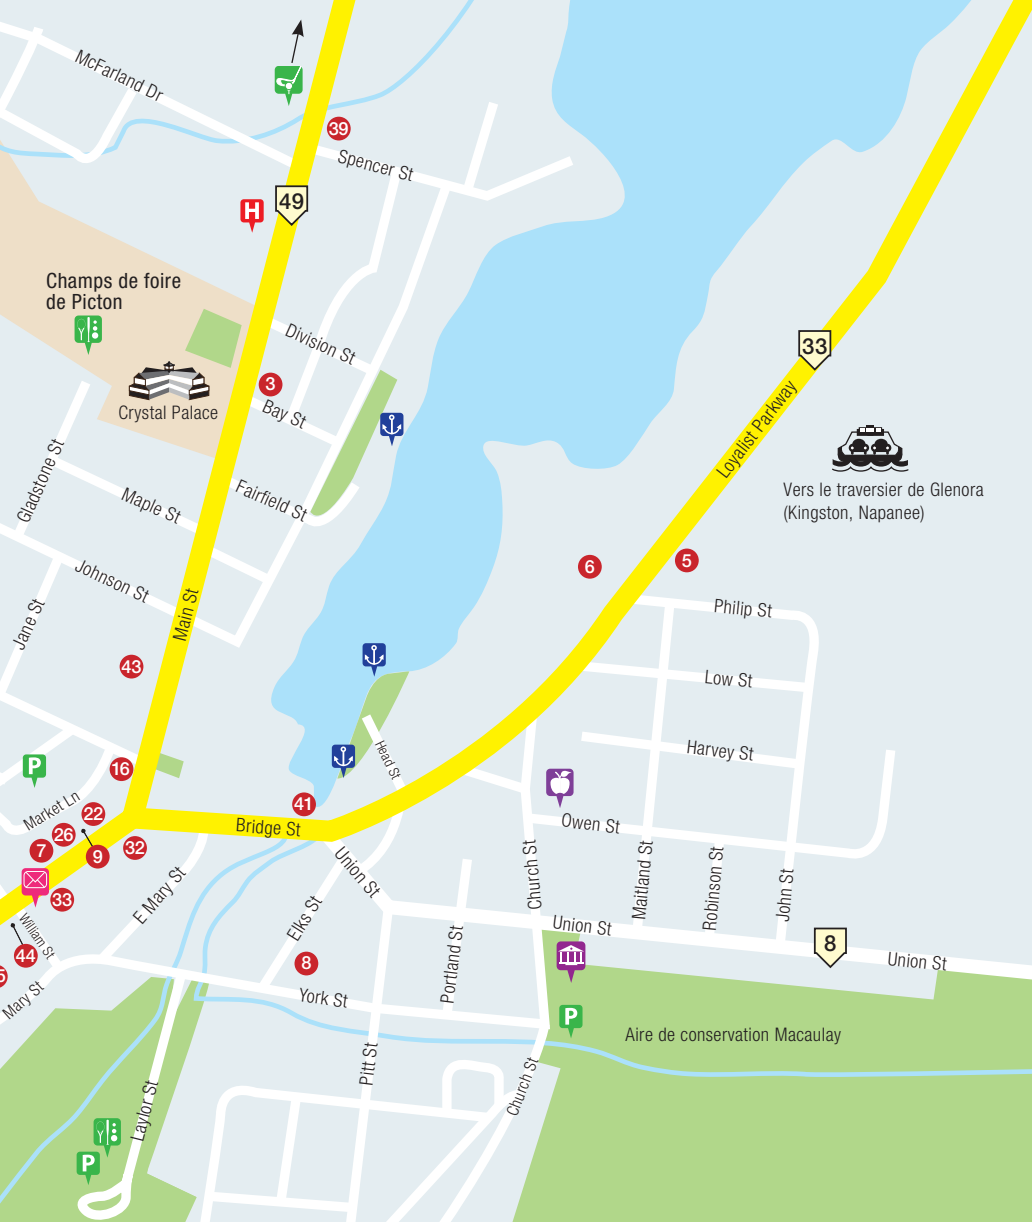 McFarland Dr
39
Spencer St
H
49
Champs de foire
de Picton
Division St
33
3
Crystal Palace
Bay St
Loyalist Parkway
Gladstone St
Fairfield St
Maple St
Vers le traversier de Glenora
(Kingston, Napanee)
Johnson St
6
5
Main St
Jane St
Philip St
43
Low St
Head St
Harvey St
16
P
Market Ln
22
41
26
Bridge St
Owen St
7
9
32
Union St
33
E Mary St
Church St
Maitland St
Robinson St
John St
William St
Elks St
Union St
8
44
8
Portland St
Union St
5
Mary St
York St
P
Aire de conservation Macaulay
Pitt St
Church St
Laylor St
P